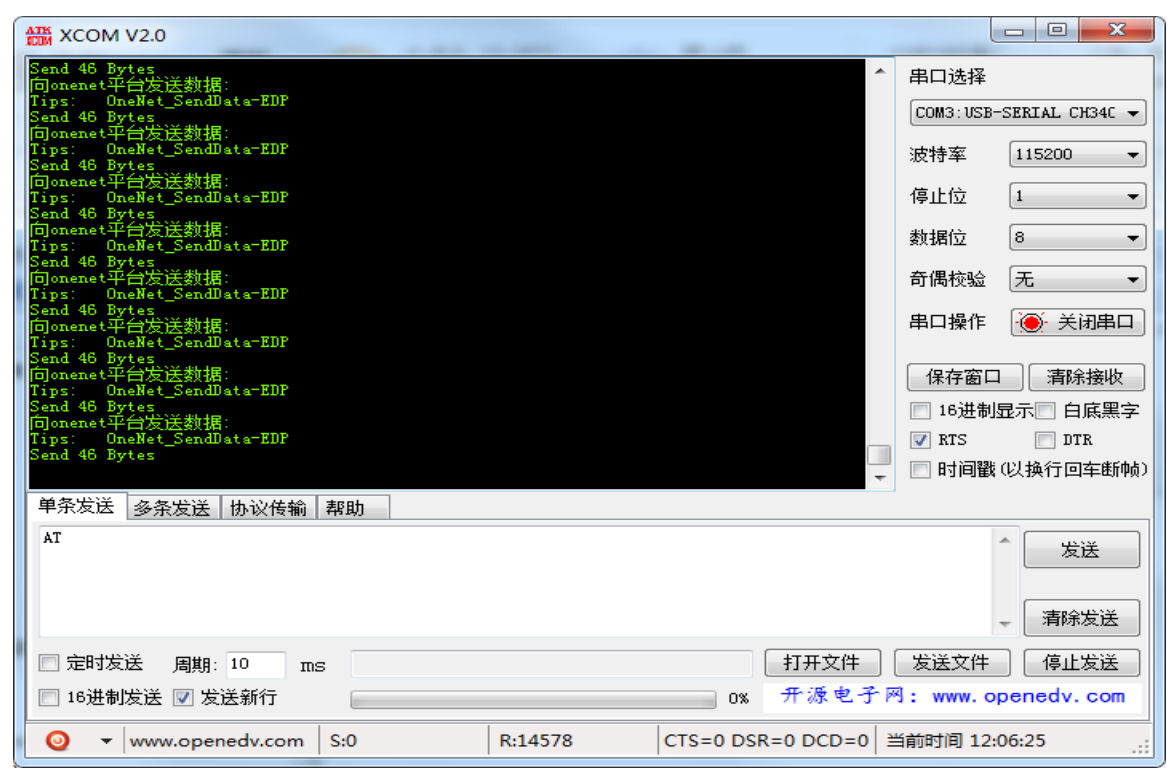 ATK XCOM XCOM V2.0
Send 46 Bytes
向onenet平台发送数据:
Tips: OneNet_SendData-EDP
Send 46 Bytes
向onenet平台发送数据:
Tips: OneNet_SendData-EDP
Send 46 Bytes
向onenet平台发送数据:
Tips: OneNet_SendData-EDP
Send 46 Bytes
向onenet平台发送数据:
Tips: OneNet_SendData-EDP
Send 46 Bytes
向onenet平台发送数据:
Tips: OneNet_SendData-EDP
Send 46 Bytes
向onenet平台发送数据:
Tips: OneNet_SendData-EDP
Send 46 Bytes
向onenet平台发送数据:
Tips: OneNet_SendData-EDP
Send 46 Bytes
向onenet平台发送数据:
Tips: OneNet_SendData-EDP
Send 46 Bytes
串口选择
COM3:USB-SERIAL CH34C
波特率 115200
停止位 1
数据位 8
奇偶校验 无
串口操作 关闭串口
保存窗口 清除接收
16进制显示 白底黑字
RTS DTR
时间戳(以换行回车断帧)
单条发送 多条发送 协议传输 帮助
AT
发送
清除发送
定时发送 周期: 10 ms 打开文件 发送文件 停止发送
16进制发送 发送新行 0% 开源电子网: www.openedv.com
www.openedv.com S:0 R:14578 CTS=0 DSR=0 DCD=0 当前时间 12:06:25